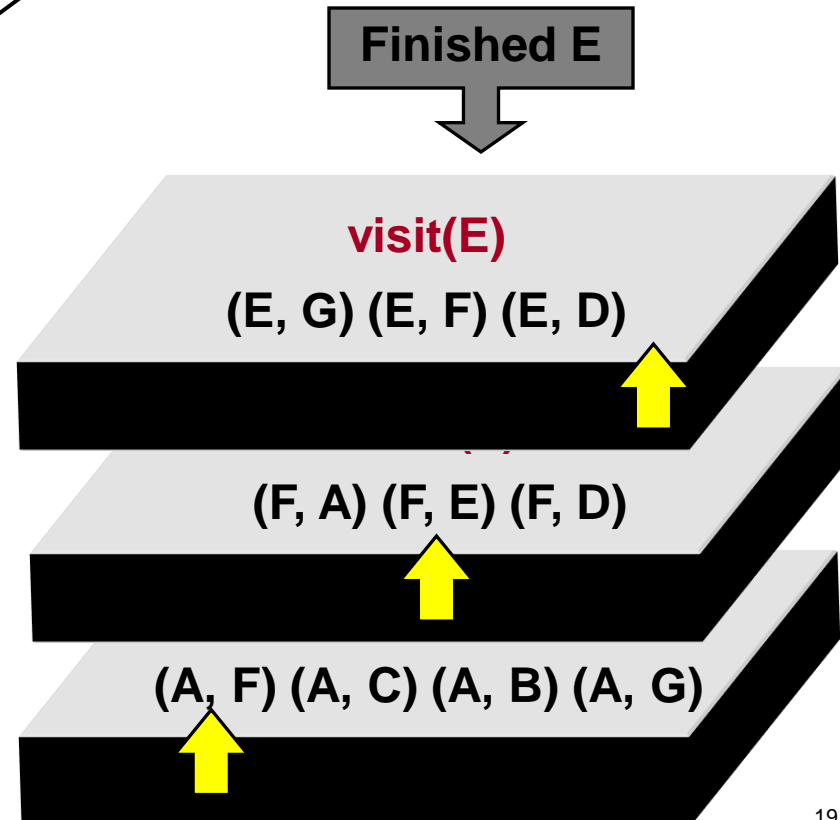 Finished E
visit(E)
(E, G) (E, F) (E, D)
(F, A) (F, E) (F, D)
(A, F) (A, C) (A, B) (A, G)
19